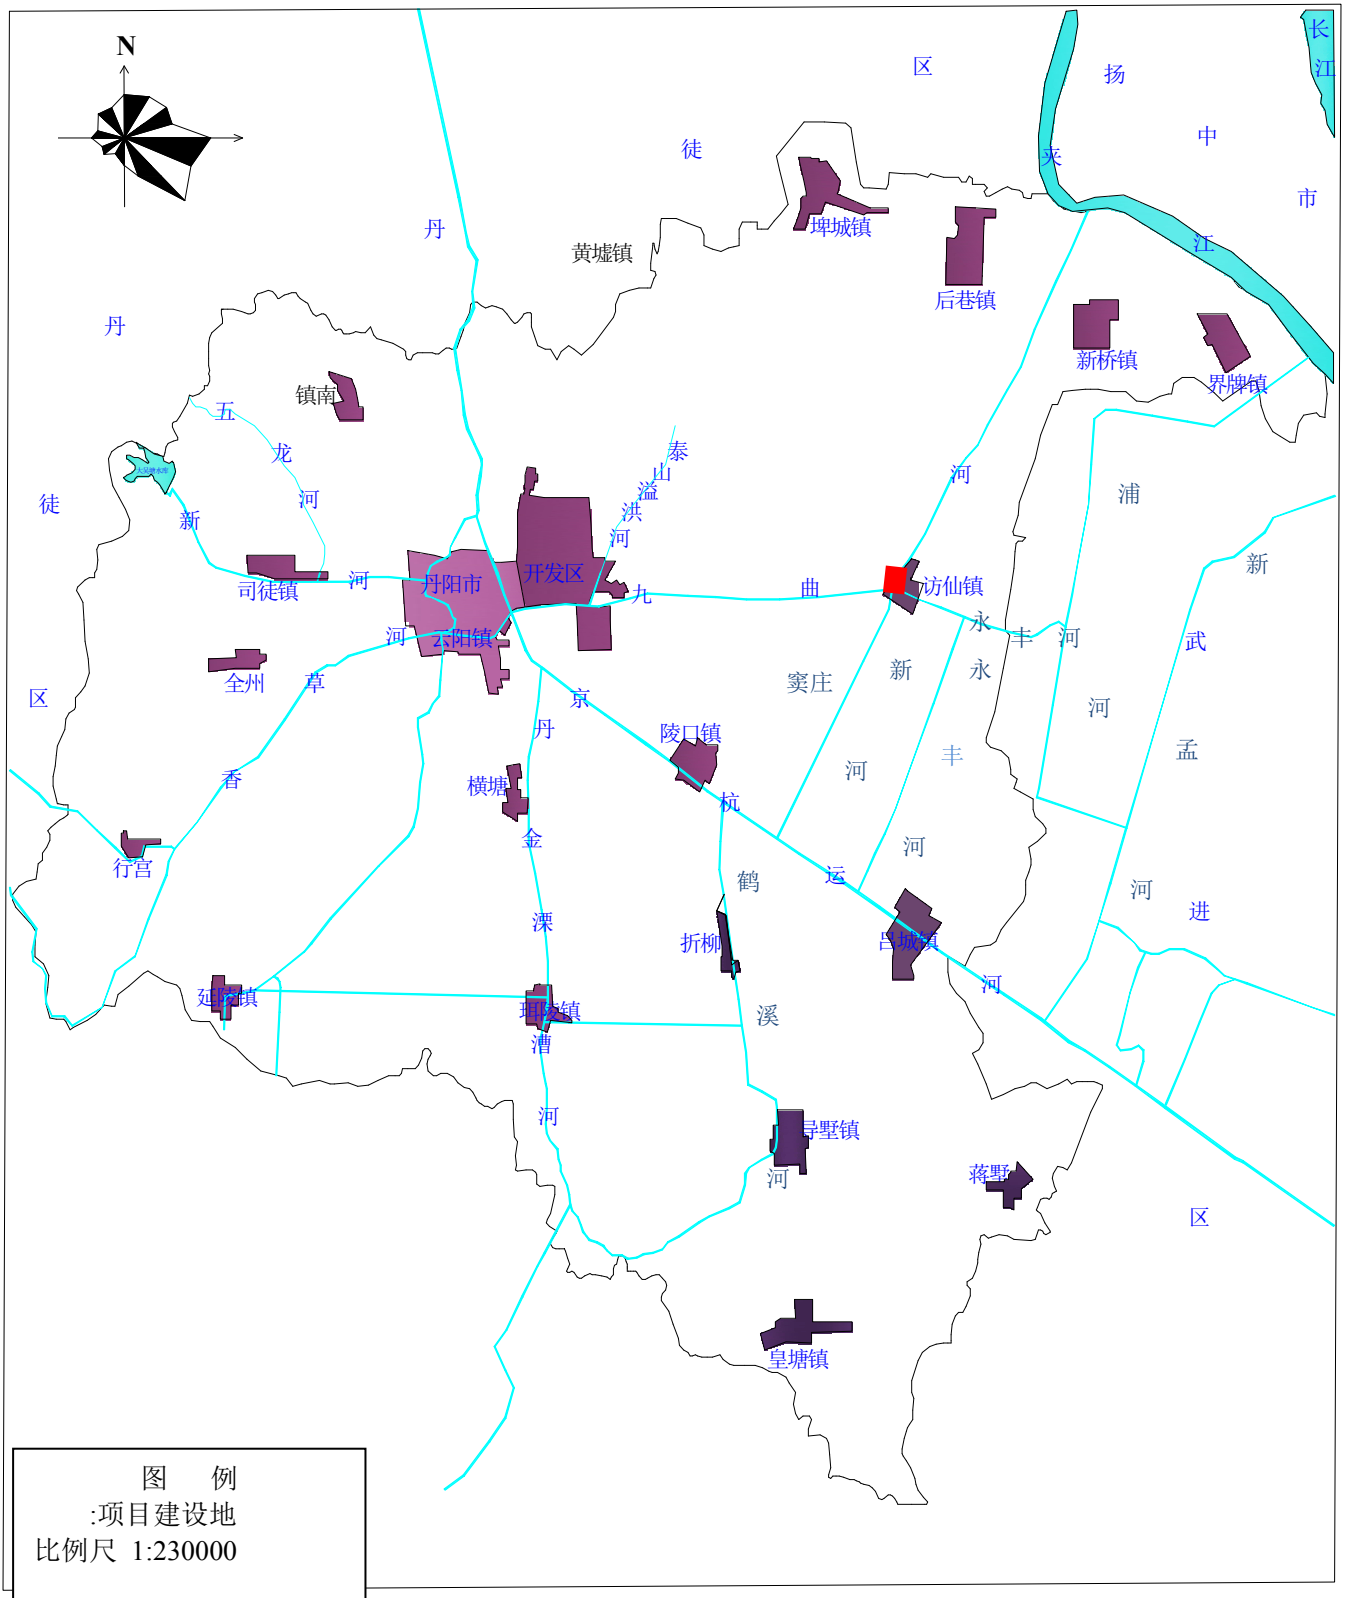 N
长
江
区
扬
中
市
徒
夹
江
丹
埤城镇
黄墟镇
后巷镇
丹
新桥镇
界牌镇
镇南
五
龙
河
泰
山
溢
洪
河
大吴塘水库
徒
新
河
浦
新
司徒镇
河
丹阳市
开发区
九
曲
访仙镇
永
丰
河
云阳镇
河
武
全州
草
区
京
窦庄
新
永
河
丹
陵口镇
丰
孟
香
横塘
杭
河
金
河
行宫
鹤
运
河
进
溧
折柳
吕城镇
河
延陵镇
珥陵镇
溪
漕
河
导墅镇
河
蒋墅
区
皇塘镇
图 例
:项目建设地
比例尺 1:230000